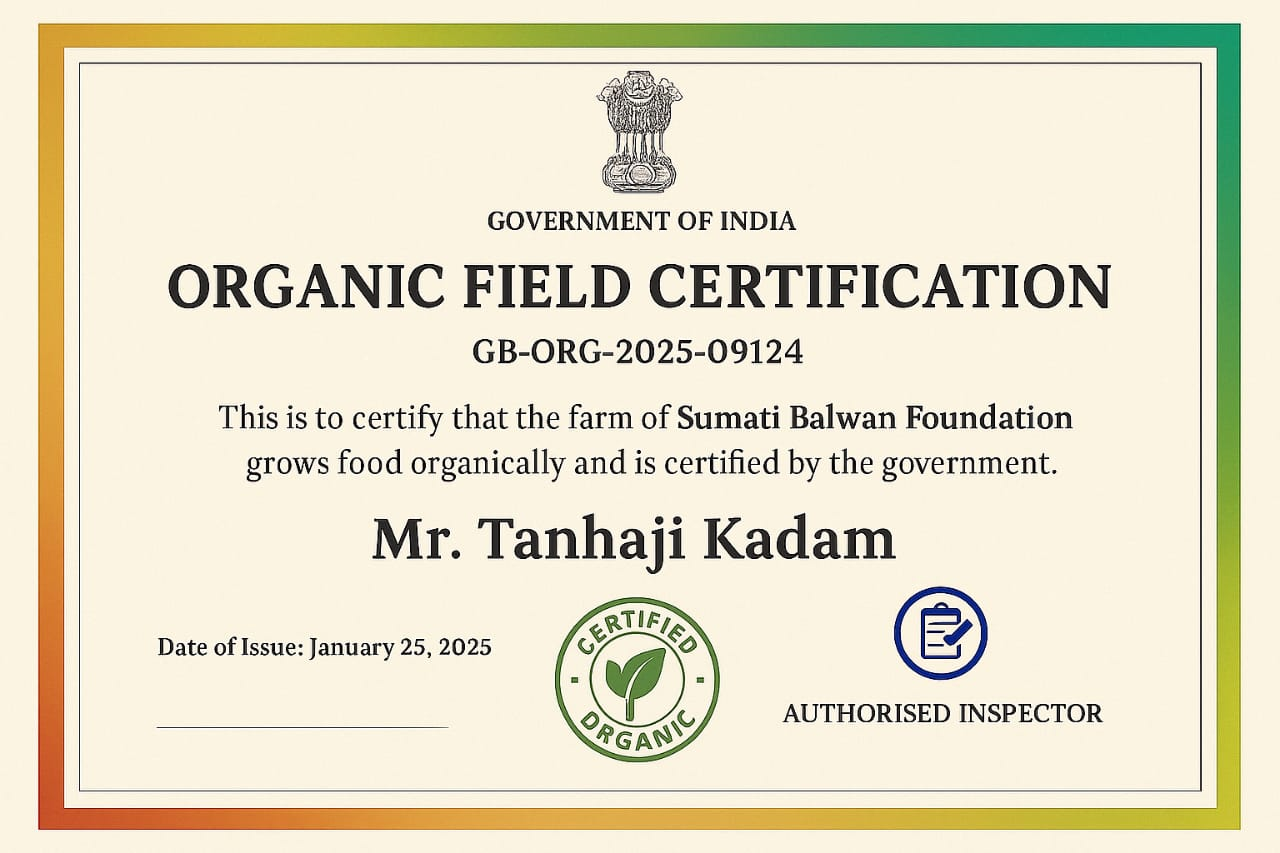 GOVERNMENT OF INDIA
ORGANIC FIELD CERTIFICATION
GB-ORG-2025-09124
This is to certify that the farm of Sumati Balwan Foundation
grows food organically and is certified by the government.
Mr. Tanhaji Kadam
Date of Issue: January 25, 2025
CERTIFIED
DRGANIC
AUTHORISED INSPECTOR